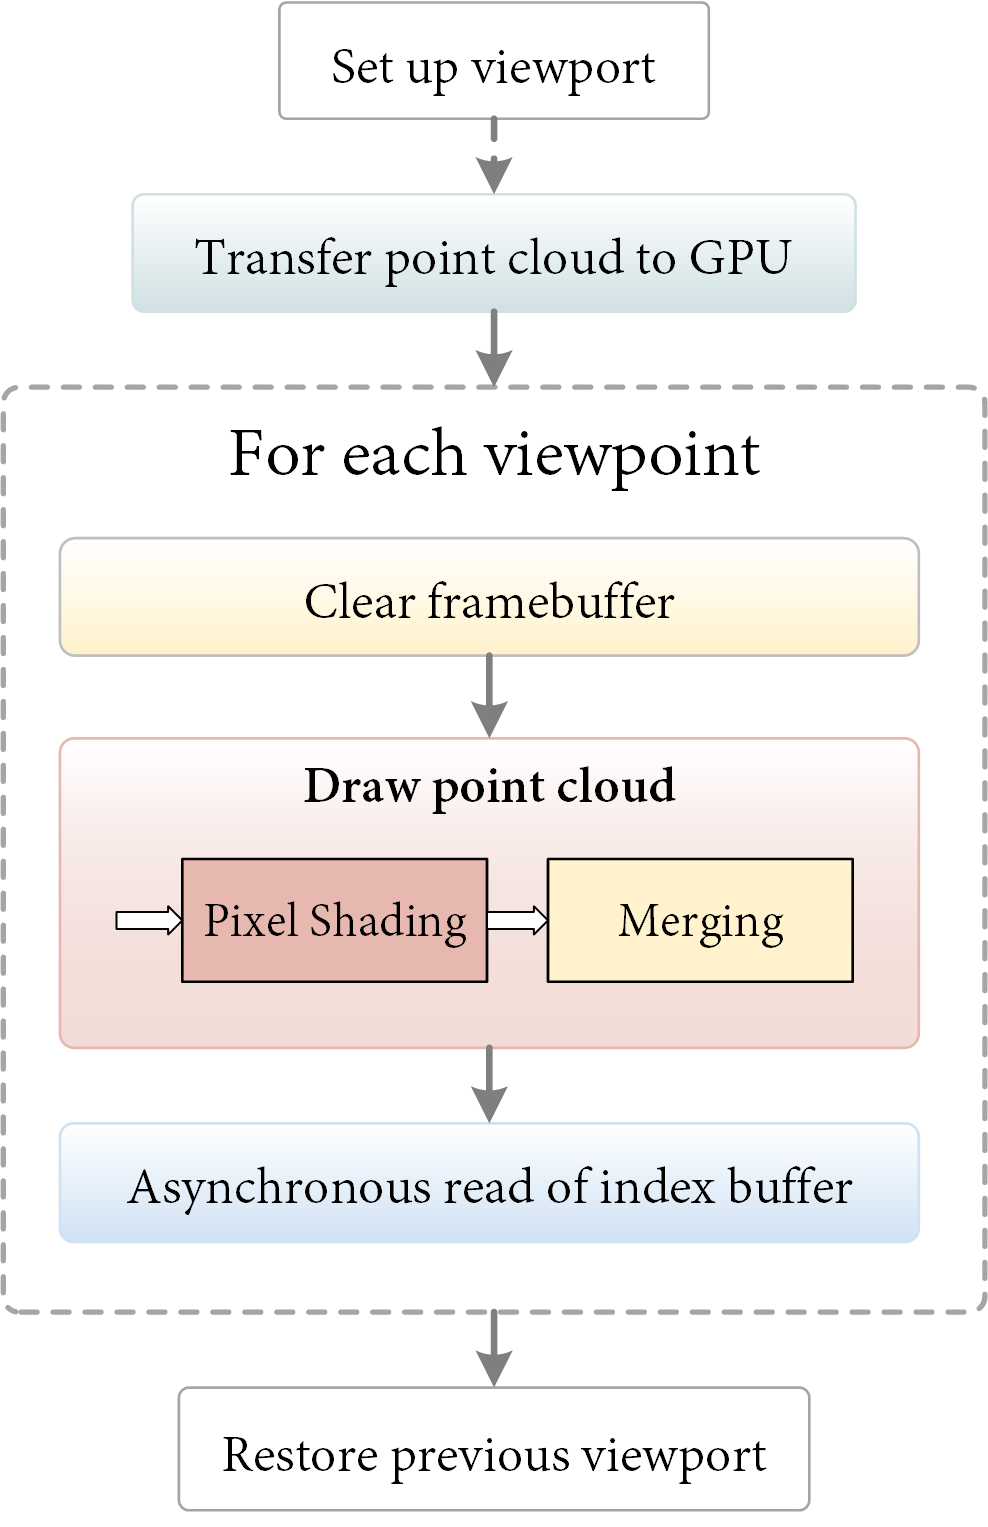 Set up viewport
Transfer point cloud to GPU
For each viewpoint
Clear framebuffer
Draw point cloud
Pixel Shading
Merging
Asynchronous read of index buffer
Restore previous viewport